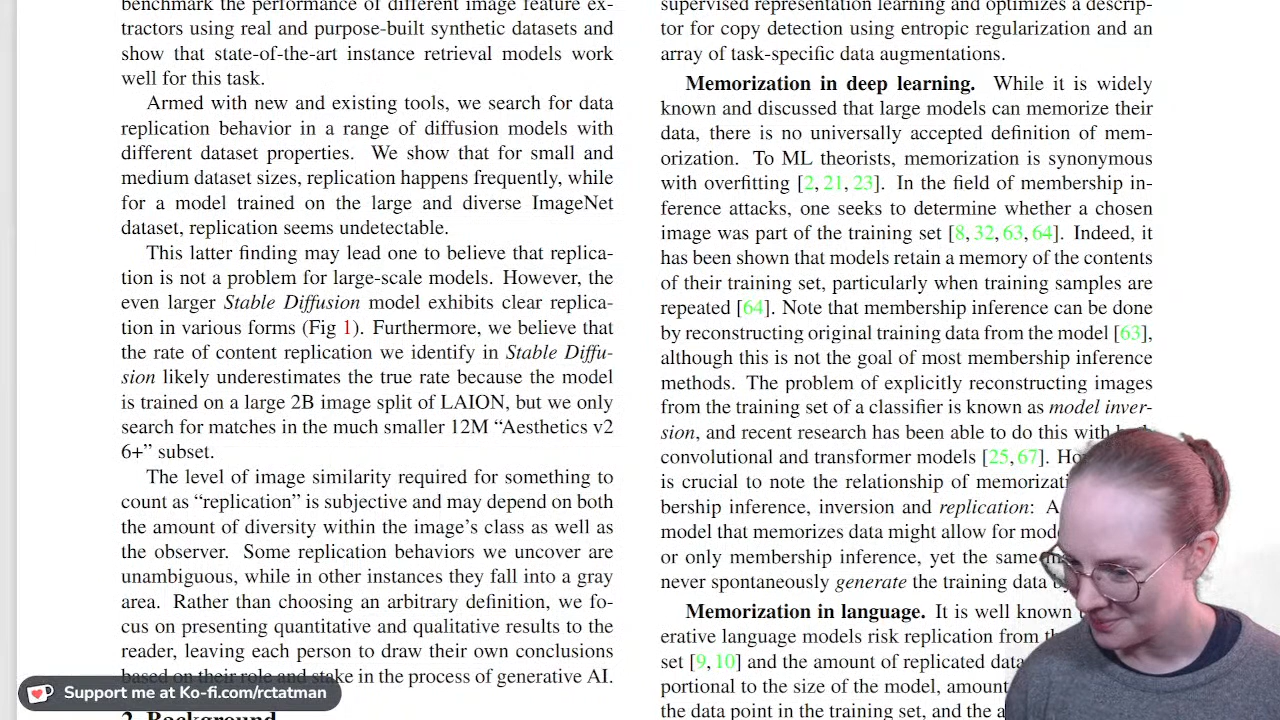 benchmark the performance of different image feature ex-
tractors using real and purpose-built synthetic datasets and
show that state-of-the-art instance retrieval models work
well for this task.
Armed with new and existing tools, we search for data
replication behavior in a range of diffusion models with
different dataset properties. We show that for small and
medium dataset sizes, replication happens frequently, while
for a model trained on the large and diverse ImageNet
dataset, replication seems undetectable.
This latter finding may lead one to believe that replica-
tion is not a problem for large-scale models. However, the
even larger Stable Diffusion model exhibits clear replica-
tion in various forms (Fig 1). Furthermore, we believe that
the rate of content replication we identify in Stable Diffu-
sion likely underestimates the true rate because the model
is trained on a large 2B image split of LAION, but we only
search for matches in the much smaller 12M “Aesthetics v2
6+” subset.
The level of image similarity required for something to
count as “replication” is subjective and may depend on both
the amount of diversity within the image’s class as well as
the observer. Some replication behaviors we uncover are
unambiguous, while in other instances they fall into a gray
area. Rather than choosing an arbitrary definition, we fo-
cus on presenting quantitative and qualitative results to the
reader, leaving each person to draw their own conclusions
based on their role and stake in the process of generative AI.
2. Background
supervised representation learning and optimizes a descrip-
tor for copy detection using entropic regularization and an
array of task-specific data augmentations.
Memorization in deep learning. While it is widely
known and discussed that large models can memorize their
data, there is no universally accepted definition of mem-
orization. To ML theorists, memorization is synonymous
with overfitting [2, 21, 23]. In the field of membership in-
ference attacks, one seeks to determine whether a chosen
image was part of the training set [8, 32, 63, 64]. Indeed, it
has been shown that models retain a memory of the contents
of their training set, particularly when training samples are
repeated [64]. Note that membership inference can be done
by reconstructing original training data from the model [63],
although this is not the goal of most membership inference
methods. The problem of explicitly reconstructing images
from the training set of a classifier is known as model inver-
sion, and recent research has been able to do this with
convolutional and transformer models [25, 67].
is crucial to note the relationship of
bership inference, inversion and replication:
model that memorizes data might allow for
or only membership inference, yet the same
never spontaneously generate the training data
Memorization in language. It is well known
erative language models risk replication from
set [9, 10] and the amount of replicated data
portional to the size of the model, amount
the data point in the training set, and the
Support me at Ko-fi.com/rctatman